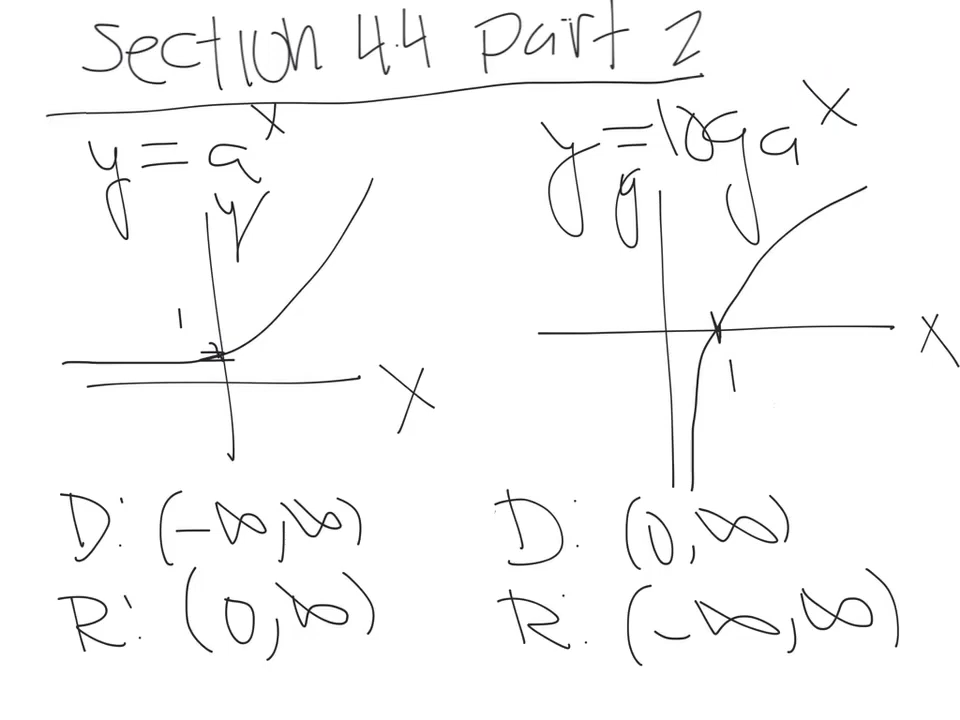 Section 4.4 part 2
y = a^x
y = log_a x
y
y
1
x
x
1
D: (-∞,∞)
D: (0,∞)
R: (0,∞)
R: (-∞,∞)